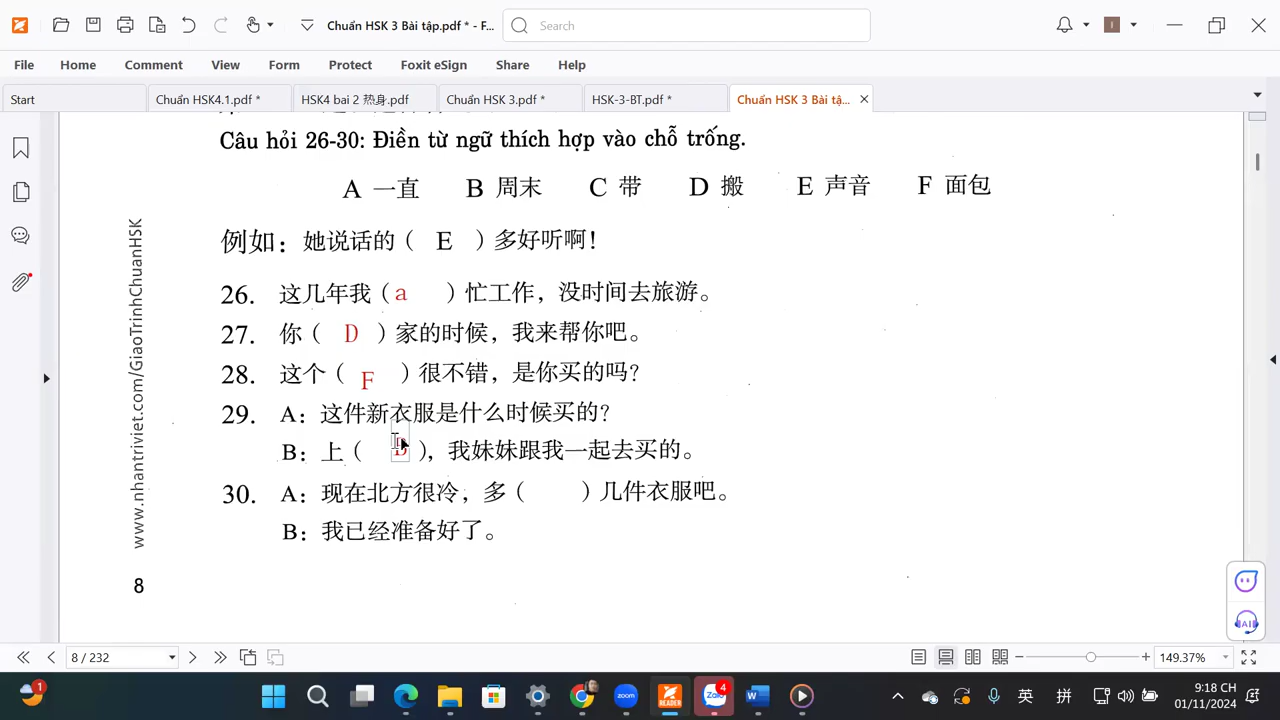 Chuẩn HSK 3 Bài tập.pdf * - F...
Search
I
File Home Comment View Form Protect Foxit eSign Share Help
Start
Chuẩn HSK4.1.pdf *
HSK4 bai 2 热身.pdf
Chuẩn HSK 3.pdf *
HSK-3-BT.pdf *
Chuẩn HSK 3 Bài tậ...
Câu hỏi 26-30: Điền từ ngữ thích hợp vào chỗ trống.
A 一直 B 周末 C 带 D 搬 E 声音 F 面包
例如：她说话的（ E ）多好听啊！
26. 这几年我（ a ）忙工作，没时间去旅游。
27. 你（ D ）家的时候，我来帮你吧。
28. 这个（ F ）很不错，是你买的吗？
29. A：这件新衣服是什么时候买的？
B：上（ ），我妹妹跟我一起去买的。
30. A：现在北方很冷，多（ ）几件衣服吧。
B：我已经准备好了。
www.nhantriviet.com/GiaoTrinhChuanHSK
8
AI
8 / 232
149.37%
1
zoom
READER
Zalo
4
英
拼
9:18 CH
01/11/2024